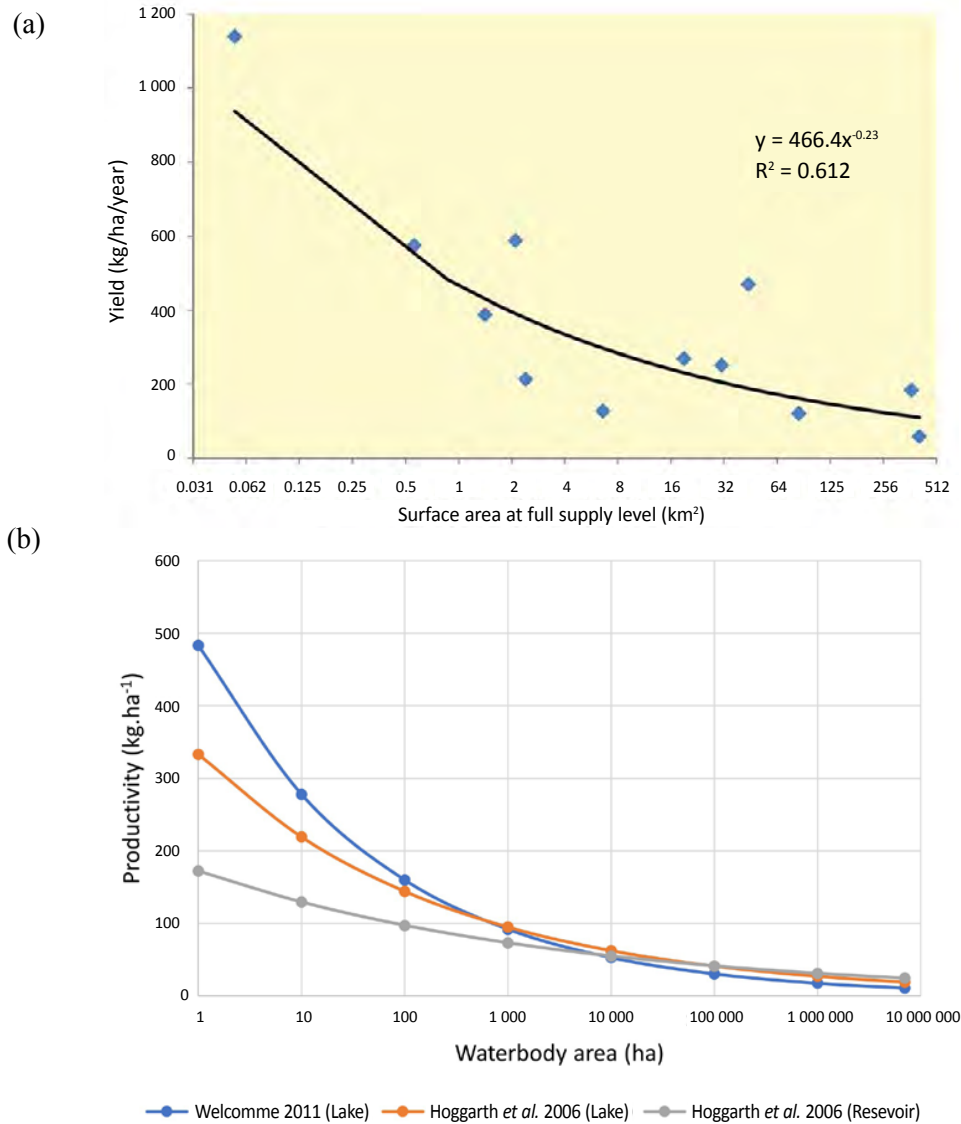 (a)
1 200
1 000
800
600
400
200
0
Yield (kg/ha/year)
y = 466.4x^-0.23
R² = 0.612
0.031 0.062 0.125 0.25 0.5 1 2 4 8 16 32 64 125 256 512
Surface area at full supply level (km²)
(b)
600
500
400
300
200
100
0
Productivity (kg.ha⁻¹)
1 10 100 1 000 10 000 100 000 1 000 000 10 000 000
Waterbody area (ha)
Welcomme 2011 (Lake) Hoggarth et al. 2006 (Lake) Hoggarth et al. 2006 (Resevoir)